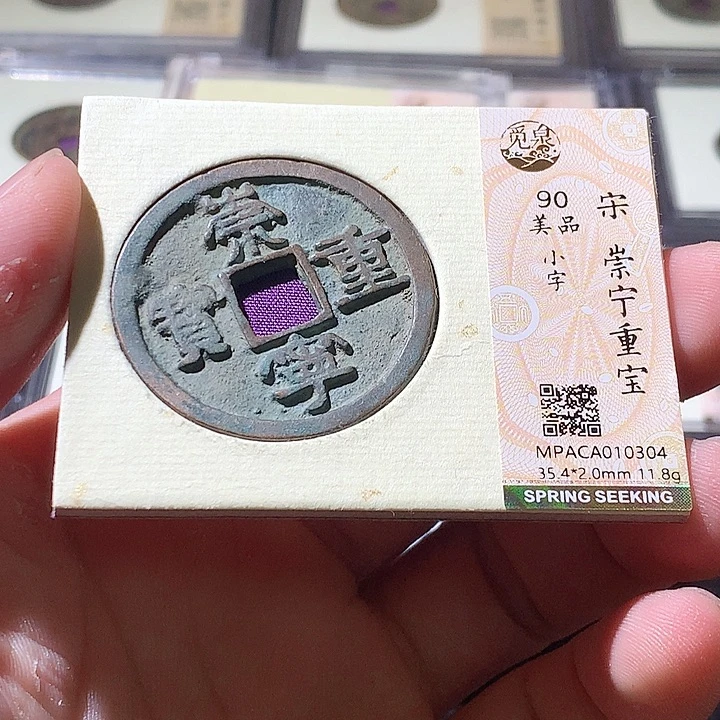 崇
重
寧
寳
觅泉
90
美品
小字
宋 崇宁重宝
MPACA010304
35.4*2.0mm 11.8g
SPRING SEEKING